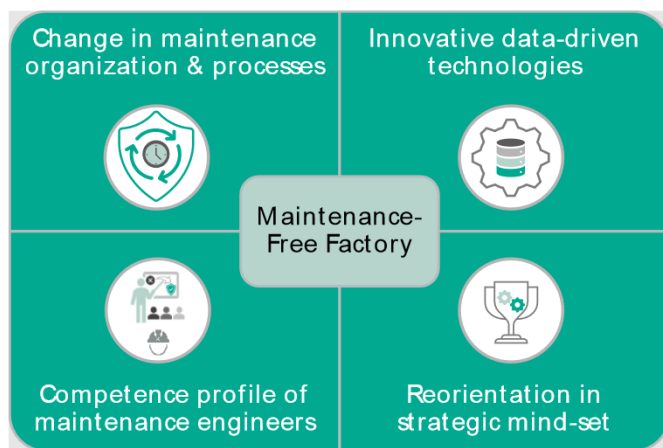 Change in maintenance
organization & processes
Innovative data-driven
technologies
Maintenance-
Free Factory
Competence profile of
maintenance engineers
Reorientation in
strategic mind-set